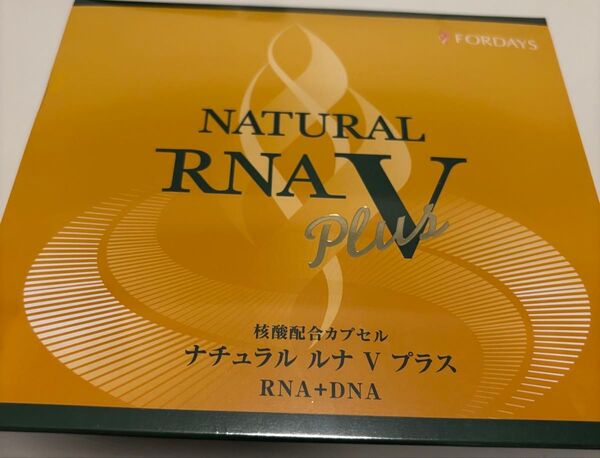 FORDAYS
NATURAL
RNA V
Plus
核酸配合カプセル
ナチュラル ルナ V プラス
RNA+DNA